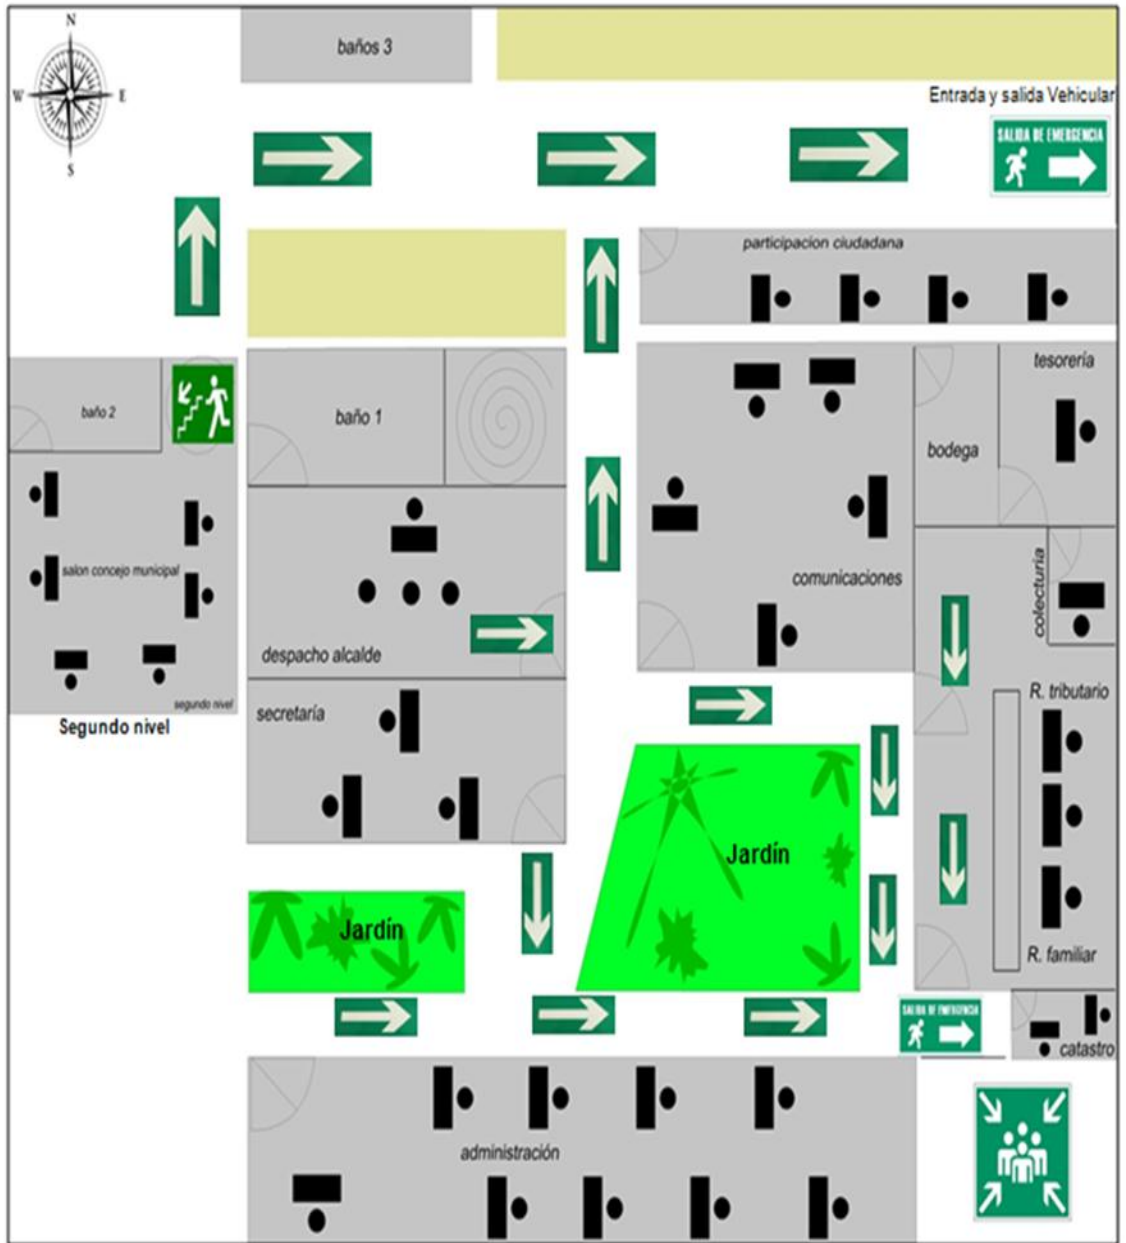 N
W
E
S
baños 3
Entrada y salida Vehicular
SALIDA DE EMERGENCIA
participacion ciudadana
baño 2
baño 1
tesorería
bodega
salon concejo municipal
segundo nivel
Segundo nivel
despacho alcalde
comunicaciones
colecturia
secretaría
R. tributario
Jardín
Jardín
R. familiar
SALIDA DE EMERGENCIA
catastro
administración